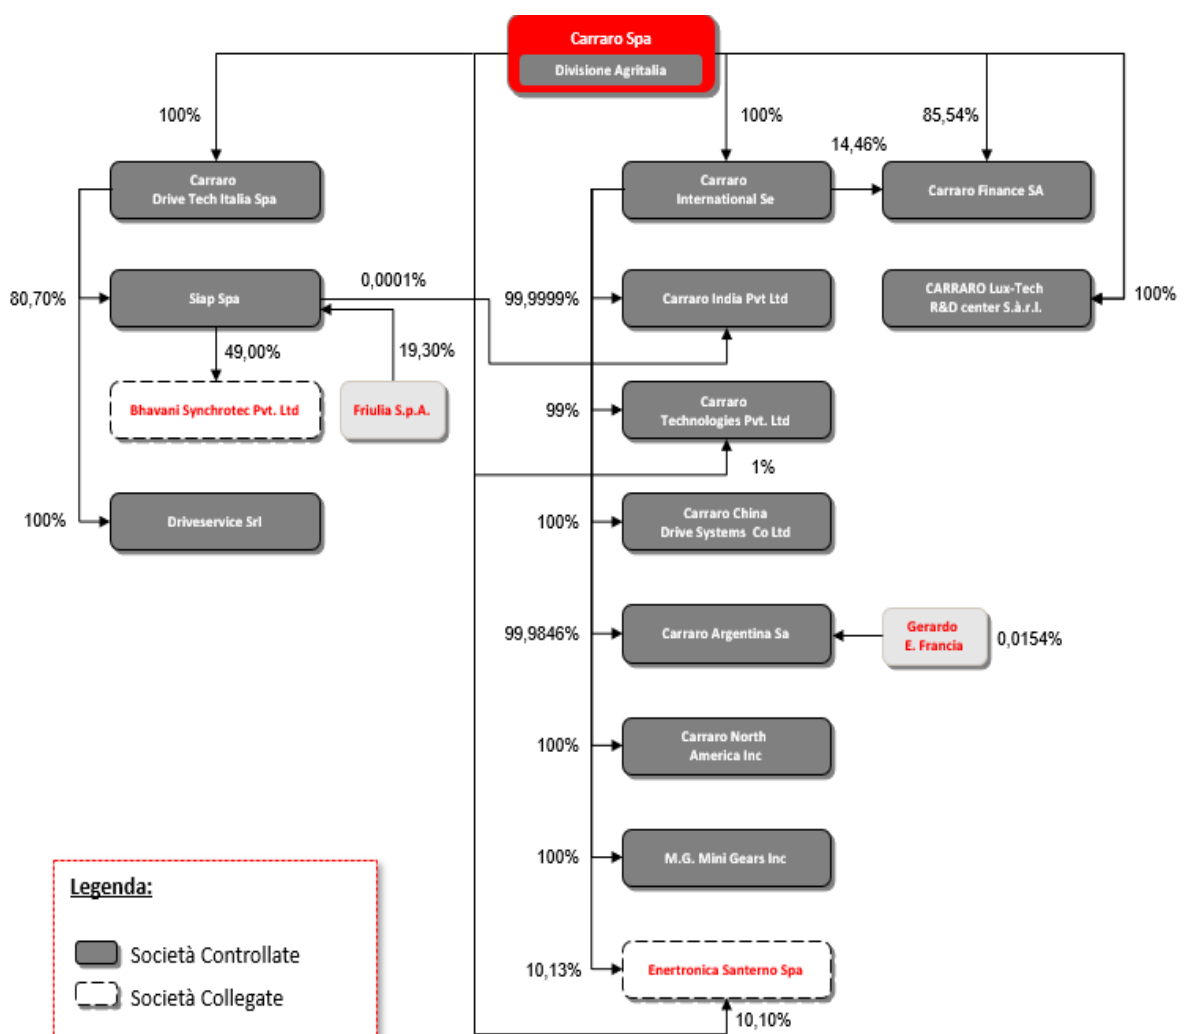 Carraro Spa
Divisione Agritalia
100%
100%
85,54%
14,46%
Carraro
Drive Tech Italia Spa
Carraro
International Se
Carraro Finance SA
0,0001%
80,70%
Siap Spa
99,9999%
Carraro India Pvt Ltd
CARRARO Lux-Tech
R&D center S.à.r.l.
100%
49,00%
19,30%
Bhavani Synchrotec Pvt. Ltd
Friulia S.p.A.
99%
Carraro
Technologies Pvt. Ltd
1%
100%
Driveservice Srl
100%
Carraro China
Drive Systems Co Ltd
99,9846%
Carraro Argentina Sa
Gerardo
E. Francia
0,0154%
100%
Carraro North
America Inc
100%
M.G. Mini Gears Inc
Legenda:
Società Controllate
Società Collegate
10,13%
Enertronica Santerno Spa
10,10%